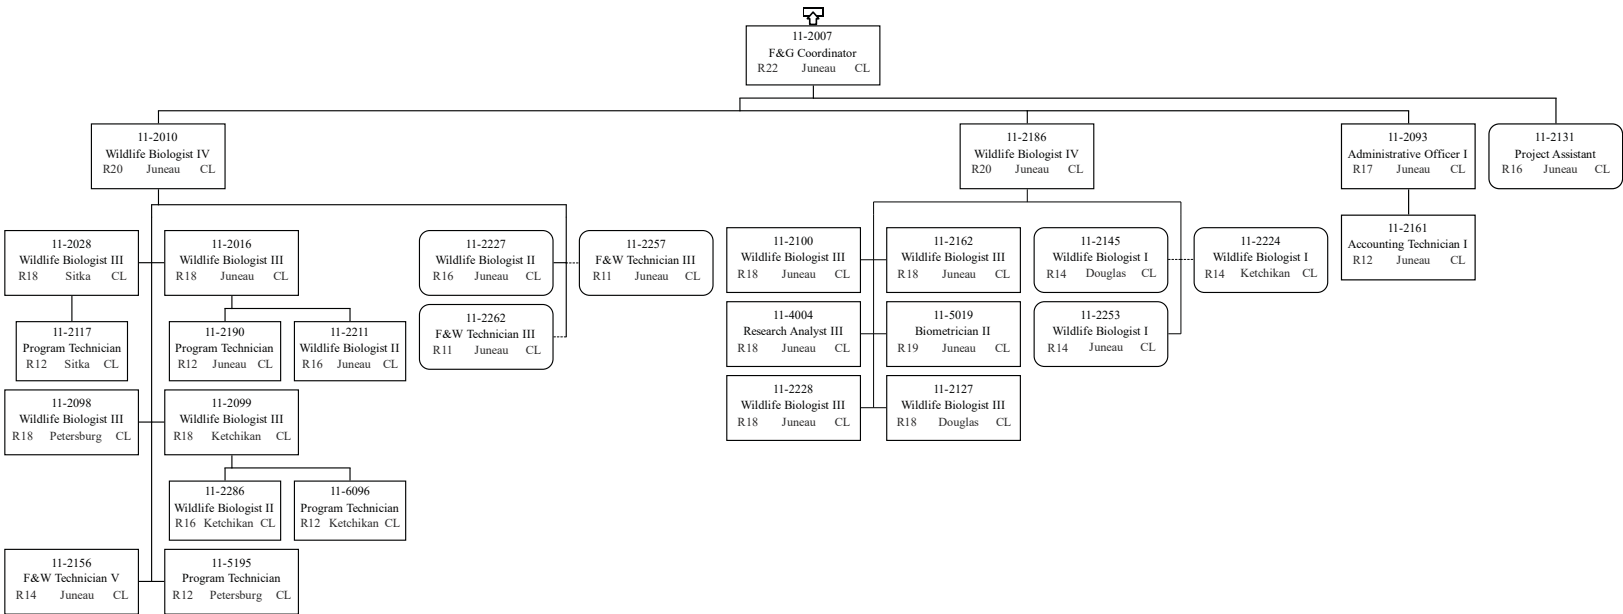 11-2007
F&G Coordinator
R22 Juneau CL
11-2010
Wildlife Biologist IV
R20 Juneau CL
11-2186
Wildlife Biologist IV
R20 Juneau CL
11-2093
Administrative Officer I
R17 Juneau CL
11-2131
Project Assistant
R16 Juneau CL
11-2028
Wildlife Biologist III
R18 Sitka CL
11-2016
Wildlife Biologist III
R18 Juneau CL
11-2227
Wildlife Biologist II
R16 Juneau CL
11-2257
F&W Technician III
R11 Juneau CL
11-2100
Wildlife Biologist III
R18 Juneau CL
11-2162
Wildlife Biologist III
R18 Juneau CL
11-2145
Wildlife Biologist I
R14 Douglas CL
11-2224
Wildlife Biologist I
R14 Ketchikan CL
11-2161
Accounting Technician I
R12 Juneau CL
11-2117
Program Technician
R12 Sitka CL
11-2190
Program Technician
R12 Juneau CL
11-2211
Wildlife Biologist II
R16 Juneau CL
11-2262
F&W Technician III
R11 Juneau CL
11-4004
Research Analyst III
R18 Juneau CL
11-5019
Biometrician II
R19 Juneau CL
11-2253
Wildlife Biologist I
R14 Juneau CL
11-2098
Wildlife Biologist III
R18 Petersburg CL
11-2099
Wildlife Biologist III
R18 Ketchikan CL
11-2228
Wildlife Biologist III
R18 Juneau CL
11-2127
Wildlife Biologist III
R18 Douglas CL
11-2286
Wildlife Biologist II
R16 Ketchikan CL
11-6096
Program Technician
R12 Ketchikan CL
11-2156
F&W Technician V
R14 Juneau CL
11-5195
Program Technician
R12 Petersburg CL